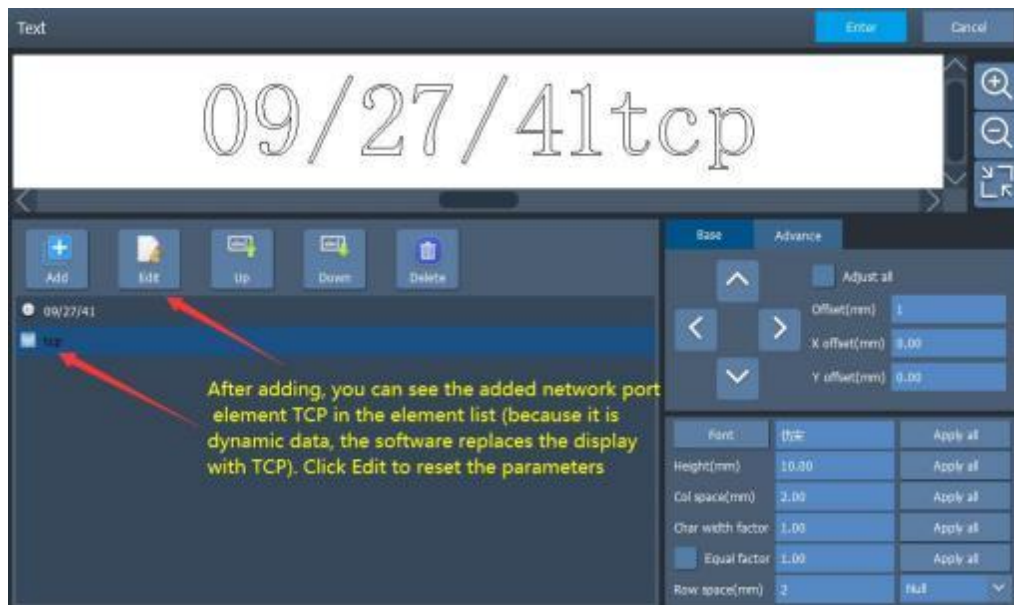 Text
Enter
Cancel
09/27/41tcp
Add
Edit
Up
Down
Delete
09/27/41
tcp
After adding, you can see the added network port
element TCP in the element list (because it is
dynamic data, the software replaces the display
with TCP). Click Edit to reset the parameters
Base
Advance
Adjust all
Offset(mm) 1
X offset(mm) 0.00
Y offset(mm) 0.00
Font 仿宋 Apply all
Height(mm) 10.00 Apply all
Col space(mm) 2.00 Apply all
Char width factor 1.00 Apply all
Equal factor 1.00 Apply all
Row space(mm) 2 Null